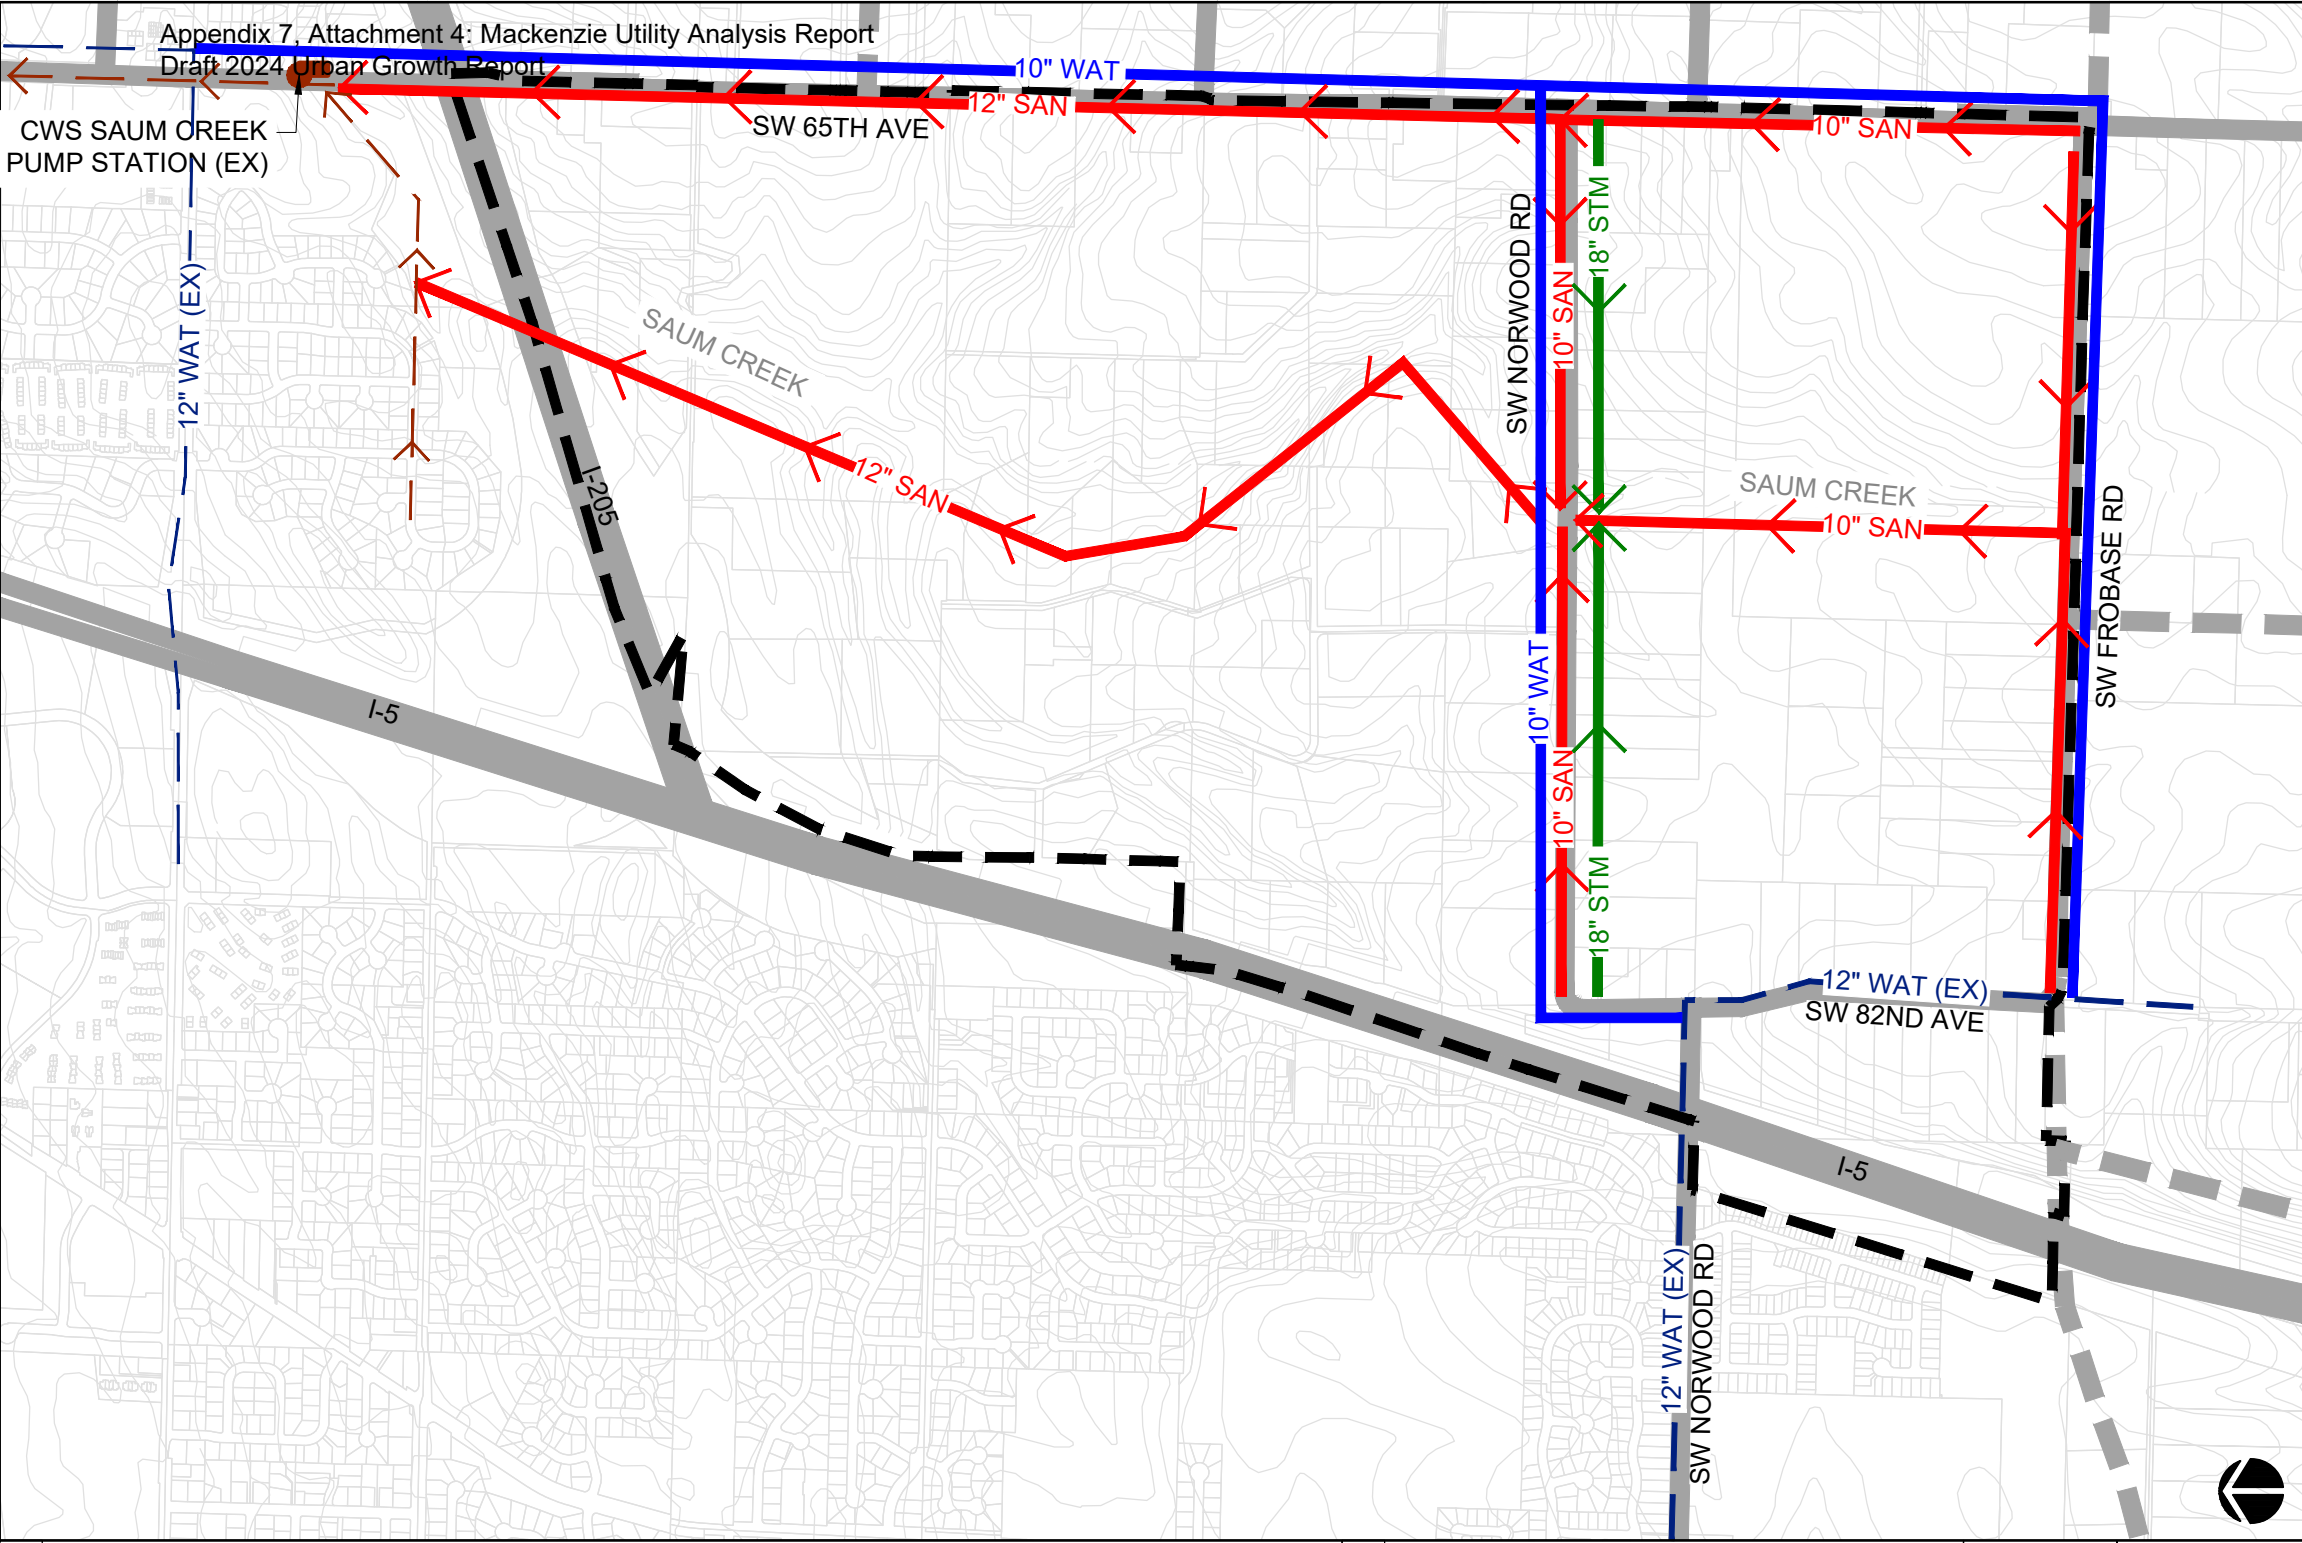 Appendix 7, Attachment 4: Mackenzie Utility Analysis Report
Draft 2024 Urban Growth Report
10" WAT
12" SAN
10" SAN
SW 65TH AVE
CWS SAUM CREEK
PUMP STATION (EX)
12" WAT (EX)
SAUM CREEK
SW NORWOOD RD
10" SAN
18" STM
12" SAN
I-205
SAUM CREEK
10" SAN
SW FROBASE RD
I-5
10" WAT
10" SAN
18" STM
12" WAT (EX)
SW 82ND AVE
I-5
12" WAT (EX)
SW NORWOOD RD